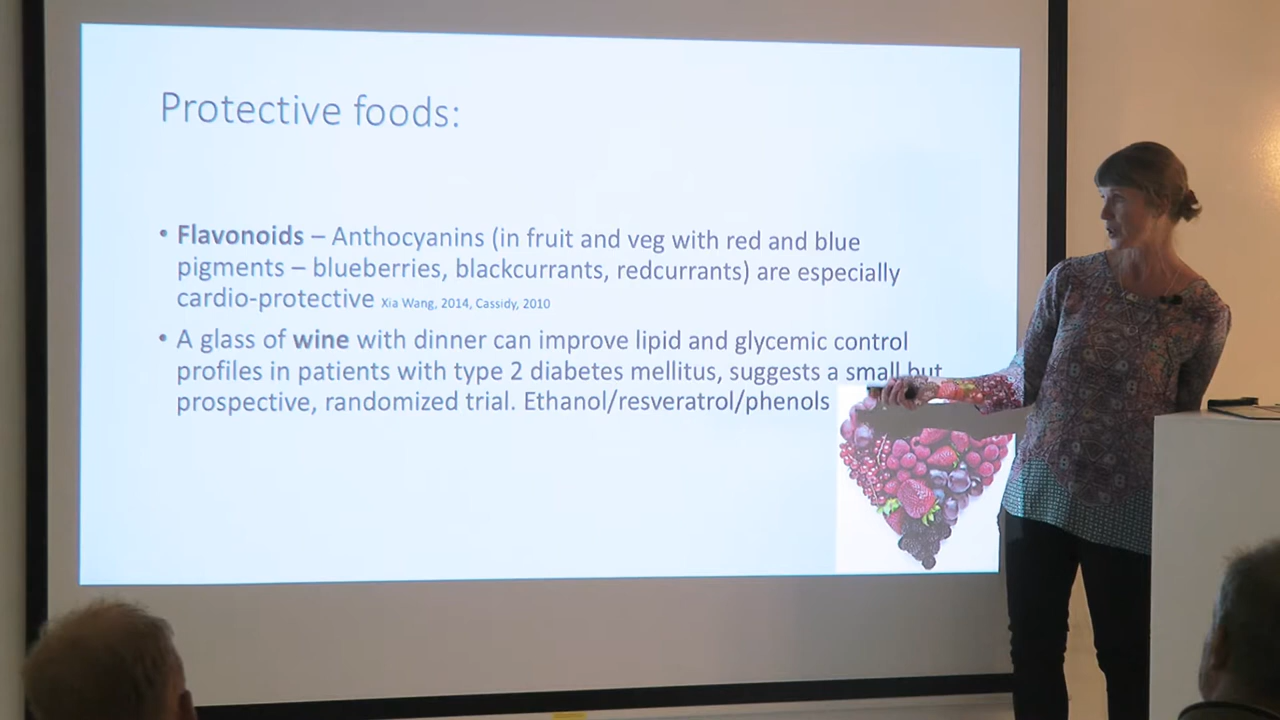 Protective foods:
• Flavonoids – Anthocyanins (in fruit and veg with red and blue
pigments – blueberries, blackcurrants, redcurrants) are especially
cardio-protective Xia Wang, 2014, Cassidy, 2010
• A glass of wine with dinner can improve lipid and glycemic control
profiles in patients with type 2 diabetes mellitus, suggests a small but
prospective, randomized trial. Ethanol/resveratrol/phenols